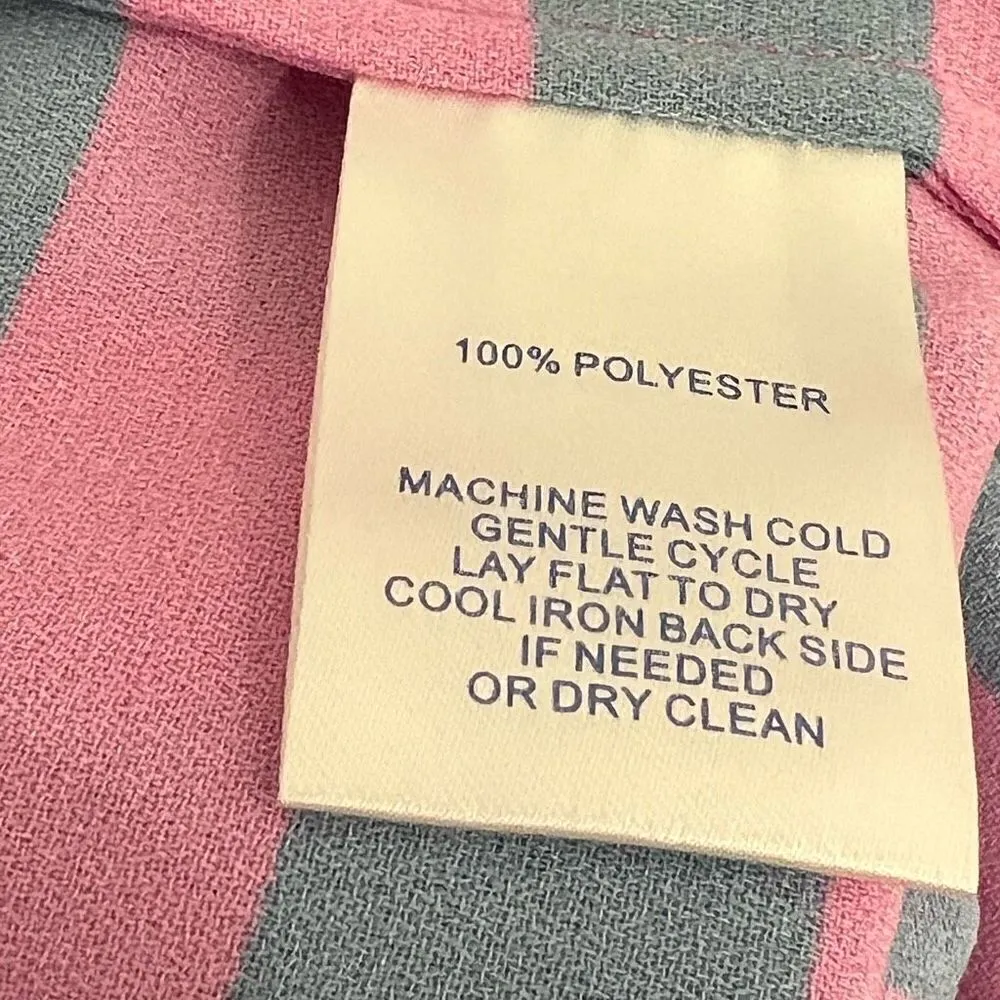 100% POLYESTER
MACHINE WASH COLD
GENTLE CYCLE
LAY FLAT TO DRY
COOL IRON BACK SIDE
IF NEEDED
OR DRY CLEAN